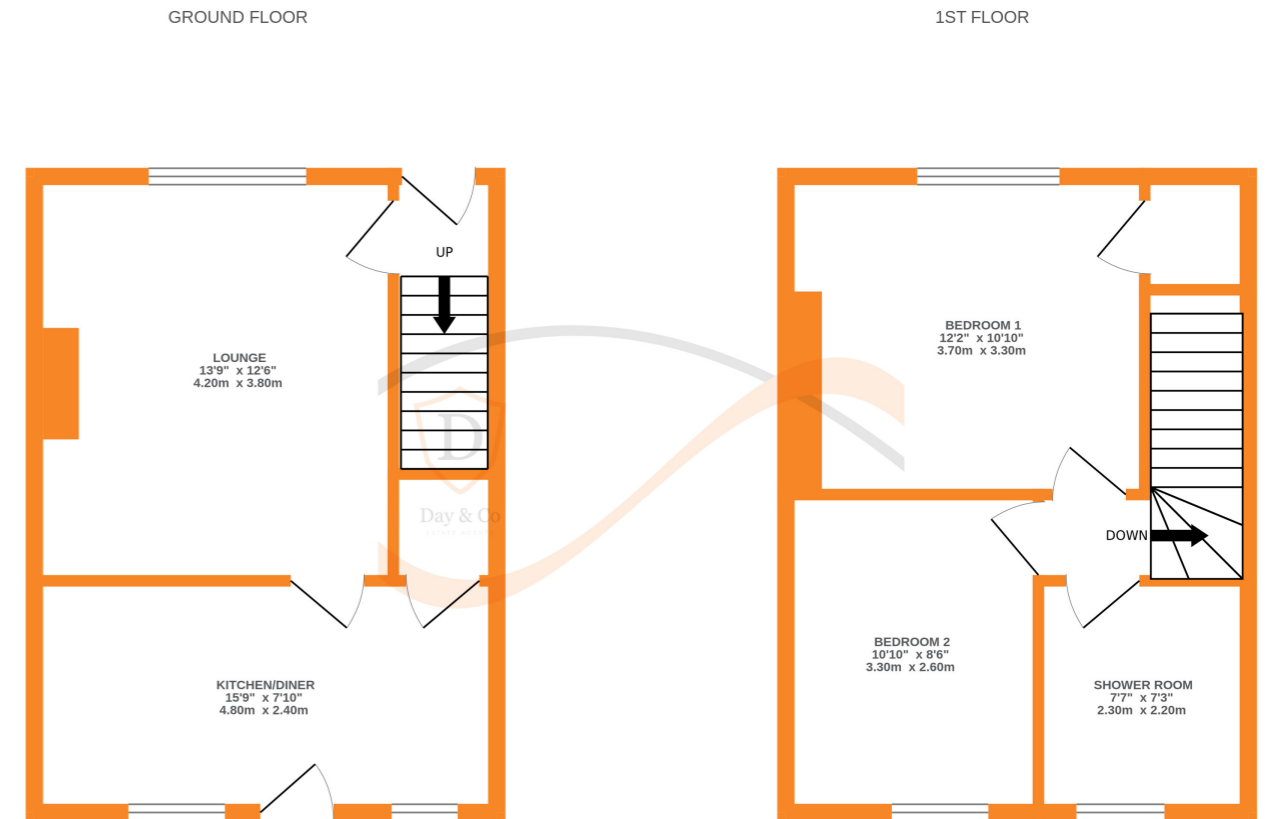 GROUND FLOOR
1ST FLOOR
UP
LOUNGE
13'9" x 12'6"
4.20m x 3.80m
KITCHEN/DINER
15'9" x 7'10"
4.80m x 2.40m
D
Day & Co
ESTATE AGENTS
BEDROOM 1
12'2" x 10'10"
3.70m x 3.30m
DOWN
BEDROOM 2
10'10" x 8'6"
3.30m x 2.60m
SHOWER ROOM
7'7" x 7'3"
2.30m x 2.20m